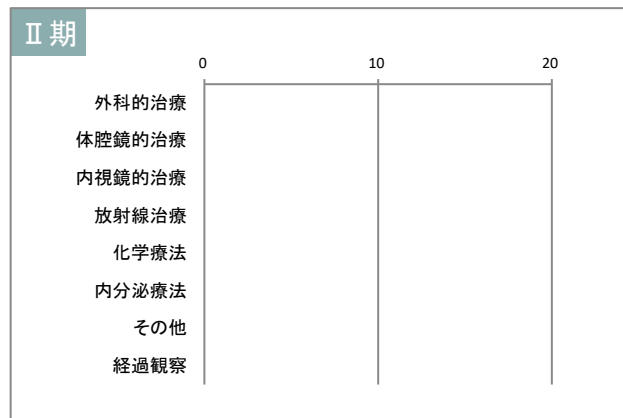 Ⅱ期
0 10 20
外科的治療
体腔鏡的治療
内視鏡的治療
放射線治療
化学療法
内分泌療法
その他
経過観察